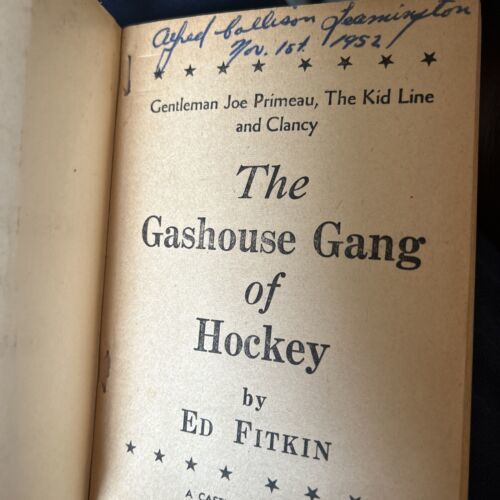 Alfred Collison Leamington
Nov. 1st. 1952
Gentleman Joe Primeau, The Kid Line
and Clancy
The
Gashouse Gang
of
Hockey
by
ED FITKIN
A